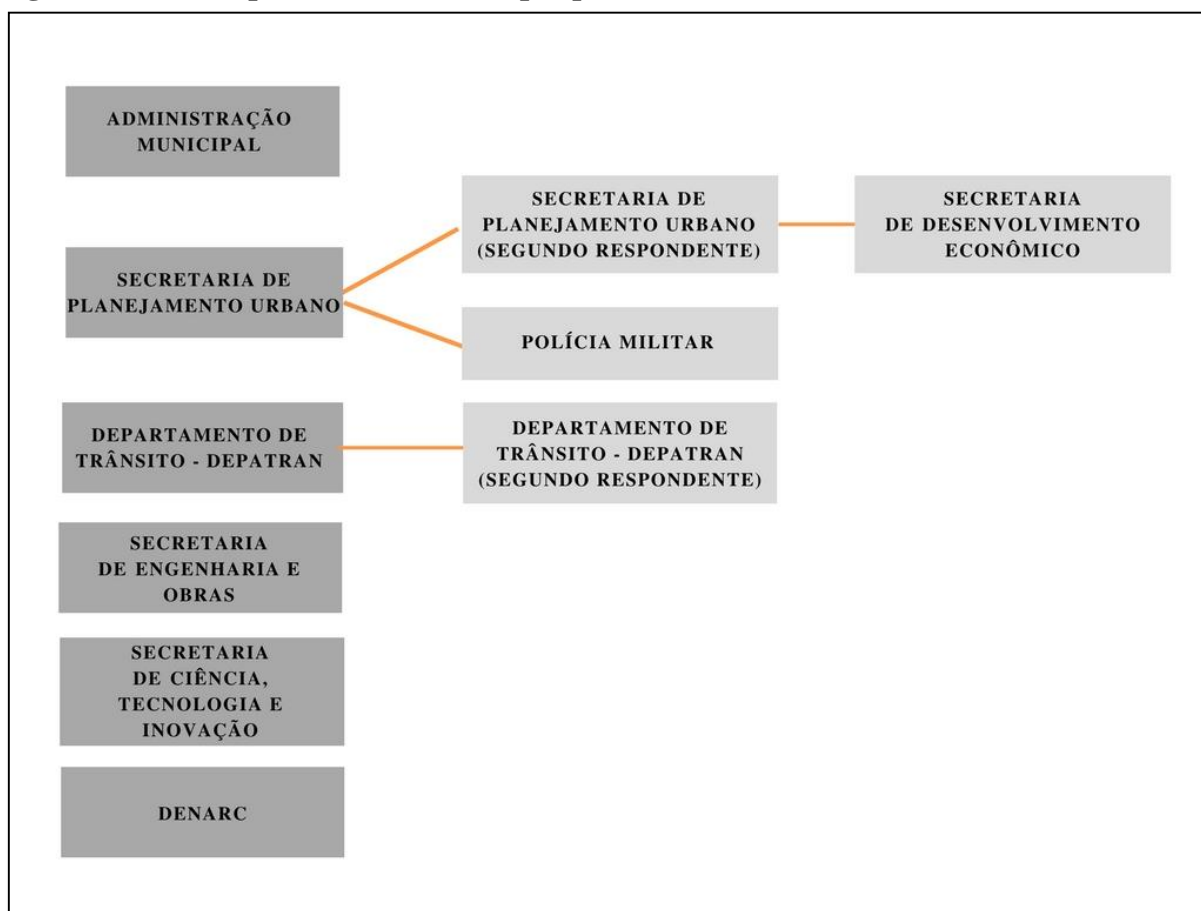 ADMINISTRAÇÃO
MUNICIPAL
SECRETARIA DE
PLANEJAMENTO URBANO
(SEGUNDO RESPONDENTE)
SECRETARIA
DE DESENVOLVIMENTO
ECONÔMICO
SECRETARIA DE
PLANEJAMENTO URBANO
POLÍCIA MILITAR
DEPARTAMENTO DE
TRÂNSITO - DEPATRAN
DEPARTAMENTO DE
TRÂNSITO - DEPATRAN
(SEGUNDO RESPONDENTE)
SECRETARIA
DE ENGENHARIA E
OBRAS
SECRETARIA
DE CIÊNCIA,
TECNOLOGIA E
INOVAÇÃO
DENARC